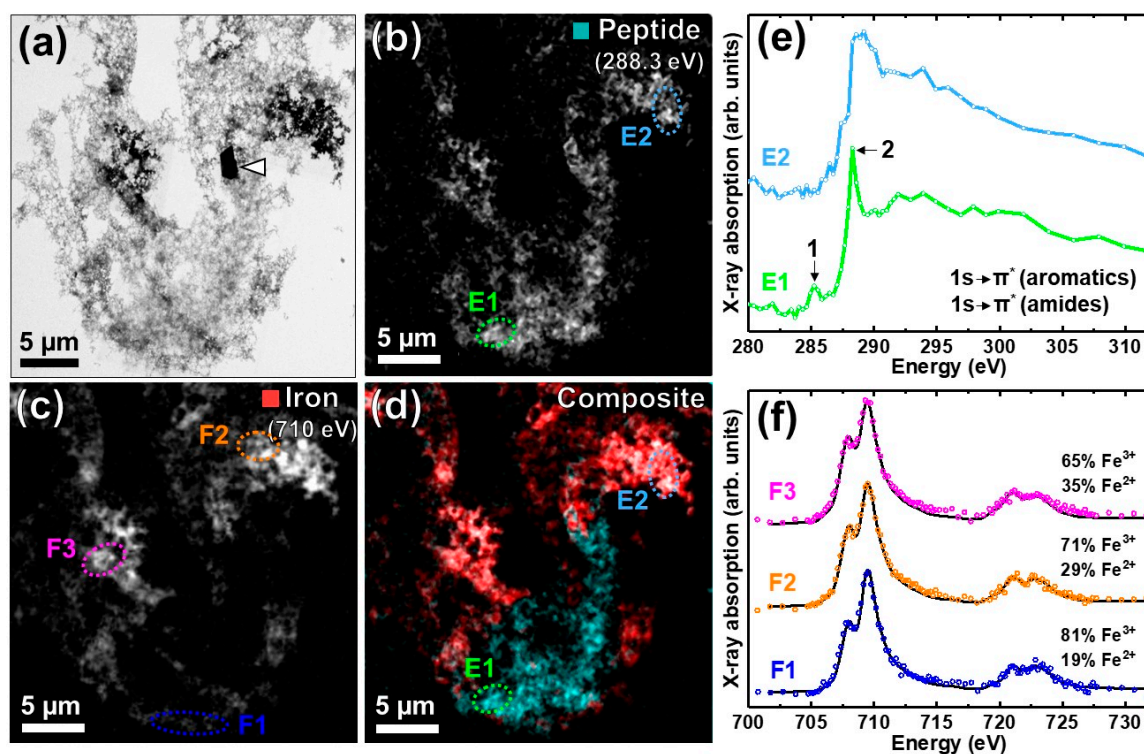 (a)
5 μm
(b)
Peptide
(288.3 eV)
E2
E1
5 μm
(c)
Iron
(710 eV)
F2
F3
F1
5 μm
(d)
Composite
E2
E1
5 μm
(e)
X-ray absorption (arb. units)
E2
2
1
E1
1s→π* (aromatics)
1s→π* (amides)
280 285 290 295 300 305 310
Energy (eV)
(f)
X-ray absorption (arb. units)
F3
65% Fe³⁺
35% Fe²⁺
F2
71% Fe³⁺
29% Fe²⁺
F1
81% Fe³⁺
19% Fe²⁺
700 705 710 715 720 725 730
Energy (eV)